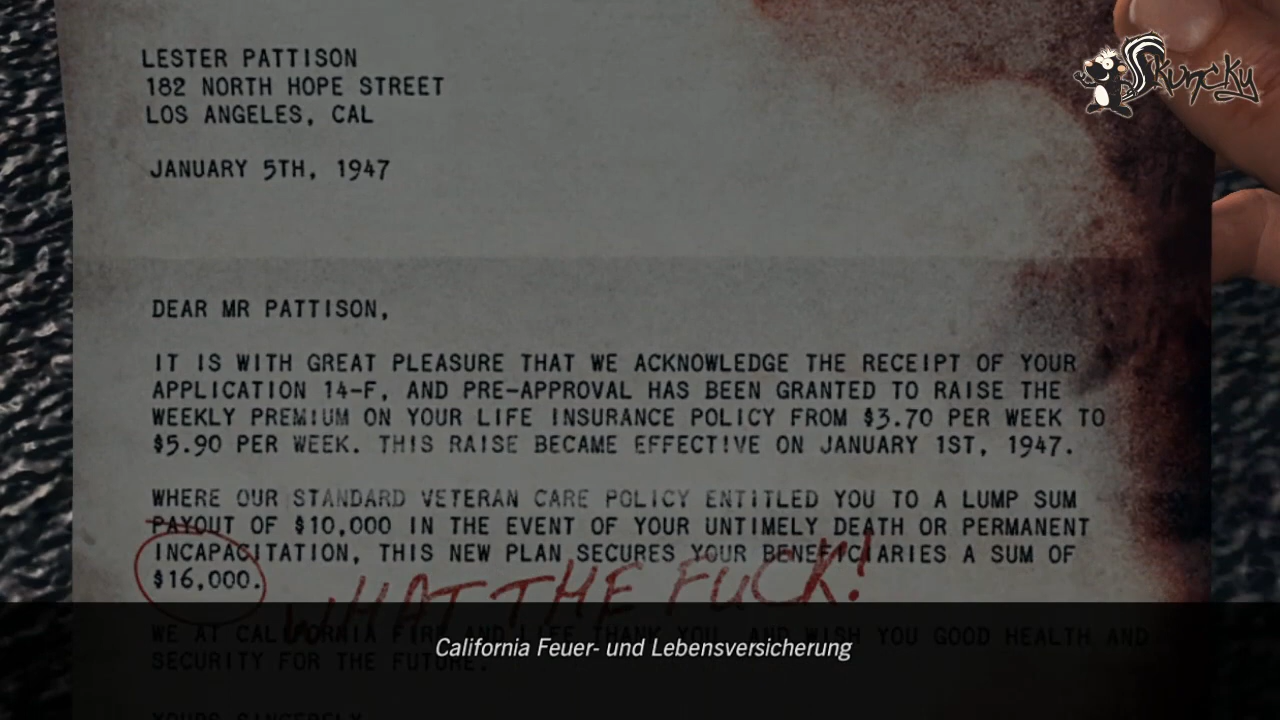 Skuncky
LESTER PATTISON
182 NORTH HOPE STREET
LOS ANGELES, CAL
JANUARY 5TH, 1947
DEAR MR PATTISON,
IT IS WITH GREAT PLEASURE THAT WE ACKNOWLEDGE THE RECEIPT OF YOUR
APPLICATION 14-F, AND PRE-APPROVAL HAS BEEN GRANTED TO RAISE THE
WEEKLY PREMIUM ON YOUR LIFE INSURANCE POLICY FROM $3.70 PER WEEK TO
$5.90 PER WEEK. THIS RAISE BECAME EFFECTIVE ON JANUARY 1ST, 1947.
WHERE OUR STANDARD VETERAN CARE POLICY ENTITLED YOU TO A LUMP SUM
PAYOUT OF $10,000 IN THE EVENT OF YOUR UNTIMELY DEATH OR PERMANENT
INCAPACITATION, THIS NEW PLAN SECURES YOUR BENEFICIARIES A SUM OF
$16,000.
WHAT THE FUCK!
WE AT CALIFORNIA FIRE AND LIFE THANK YOU, AND WISH YOU GOOD HEALTH AND
California Feuer- und Lebensversicherung
SECURITY FOR THE FUTURE.
YOURS SINCERELY